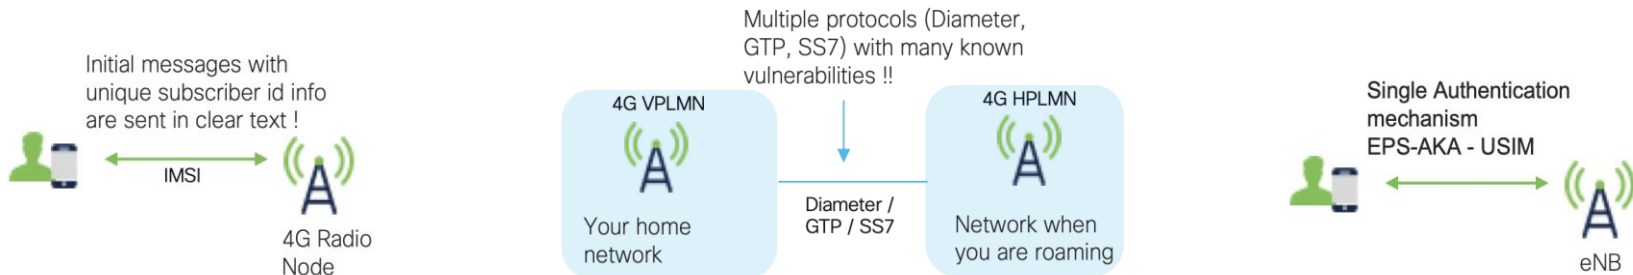 Initial messages with
unique subscriber id info
are sent in clear text !
IMSI
4G Radio
Node
Multiple protocols (Diameter,
GTP, SS7) with many known
vulnerabilities !!
4G VPLMN
Your home
network
Diameter /
GTP / SS7
4G HPLMN
Network when
you are roaming
Single Authentication
mechanism
EPS-AKA - USIM
eNB